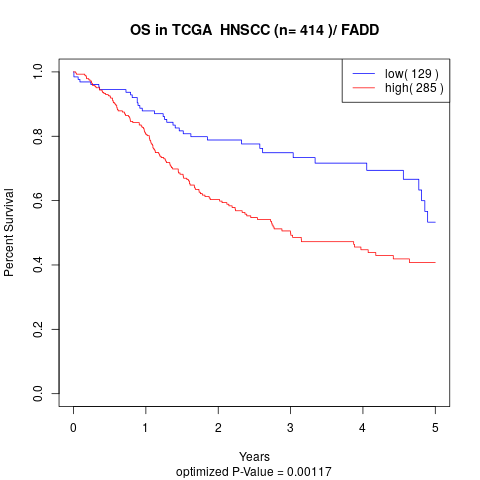 OS in TCGA  HNSCC (n= 414 )/ FADD
low( 129 )
high( 285 )
Percent Survival
1.0
0.8
0.6
0.4
0.2
0.0
0 1 2 3 4 5
Years
optimized P-Value = 0.00117